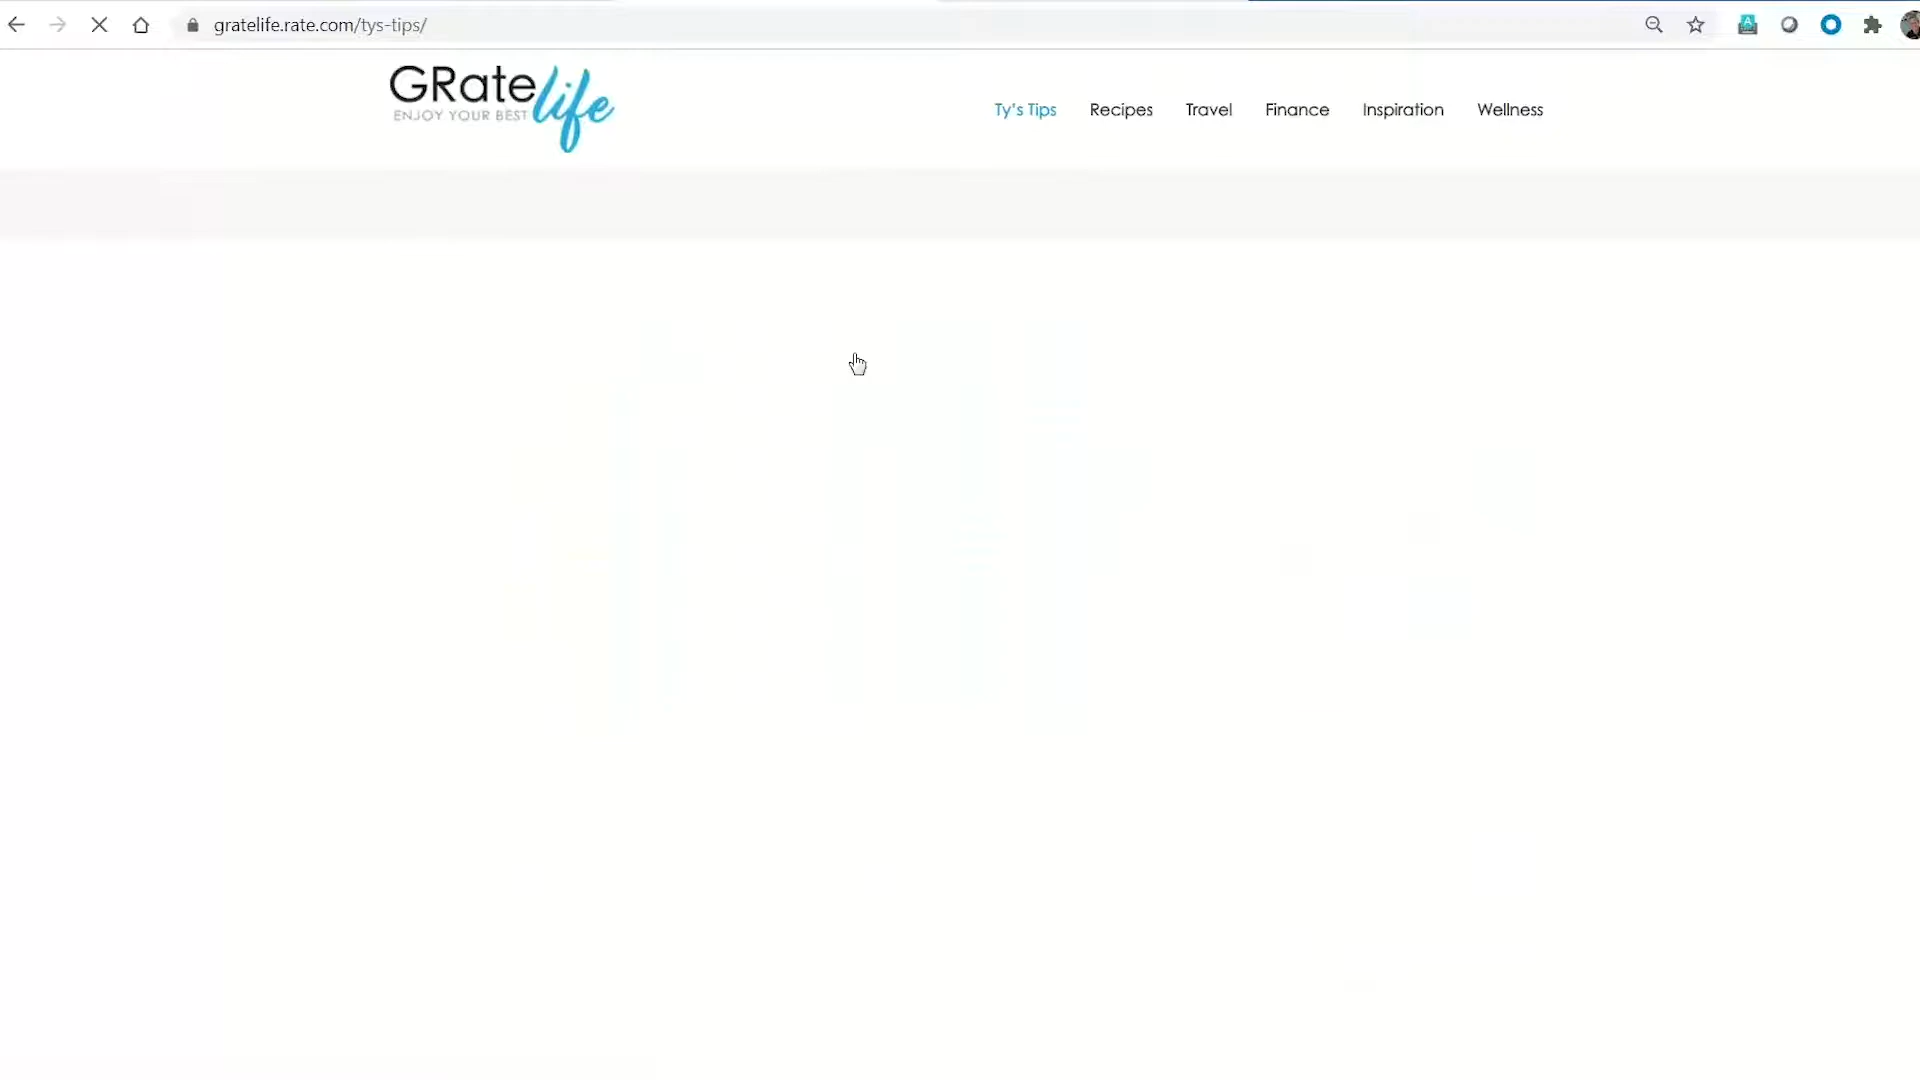 gratelife.rate.com/tys-tips/
GRate life
ENJOY YOUR BEST
Ty's Tips Recipes Travel Finance Inspiration Wellness